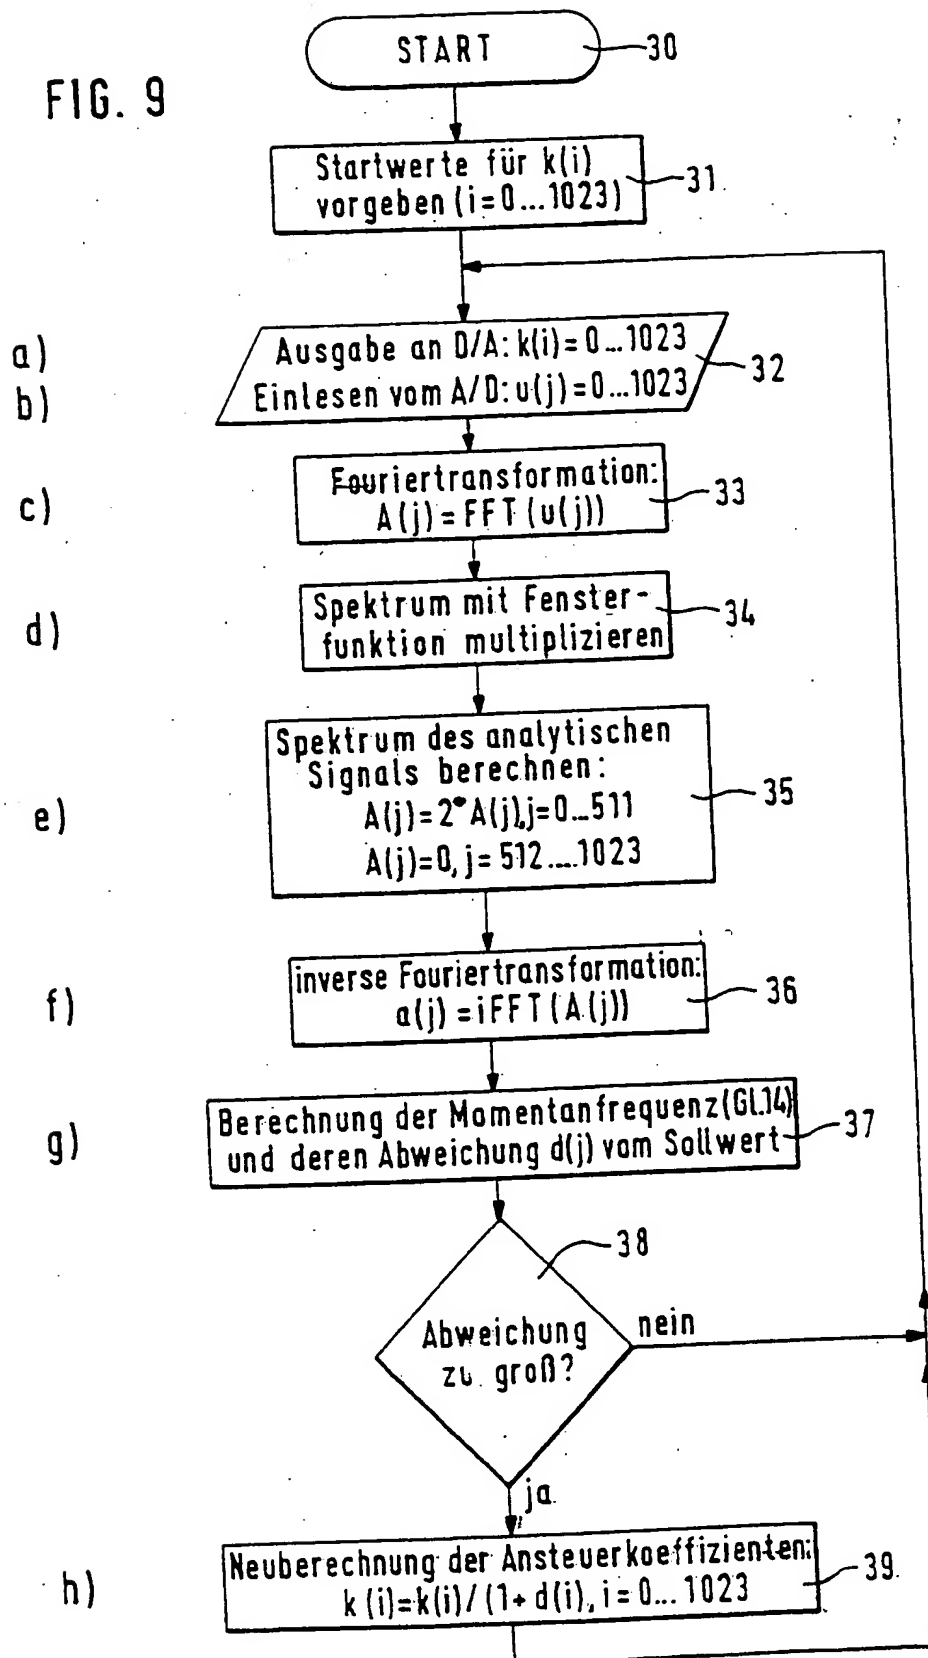 FIG. 9
START
30
Startwerte für k(i)
vorgeben (i=0...1023)
31
a)
Ausgabe an D/A: k(i)=0...1023
b)
Einlesen vom A/D: u(j)=0...1023
32
c)
Fouriertransformation:
A(j)=FFT(u(j))
33
d)
Spektrum mit Fenster-
funktion multiplizieren
34
e)
Spektrum des analytischen
Signals berechnen:
A(j)=2•A(j),j=0...511
A(j)=0,j=512....1023
35
f)
inverse Fouriertransformation:
a(j)=iFFT(A(j))
36
g)
Berechnung der Momentanfrequenz(Gl.14)
und deren Abweichung d(j) vom Sollwert
37
38
Abweichung
zu groß?
nein
ja
h)
Neuberechnung der Ansteuerkoeffizienten:
k(i)=k(i)/(1+d(i),i=0...1023
39